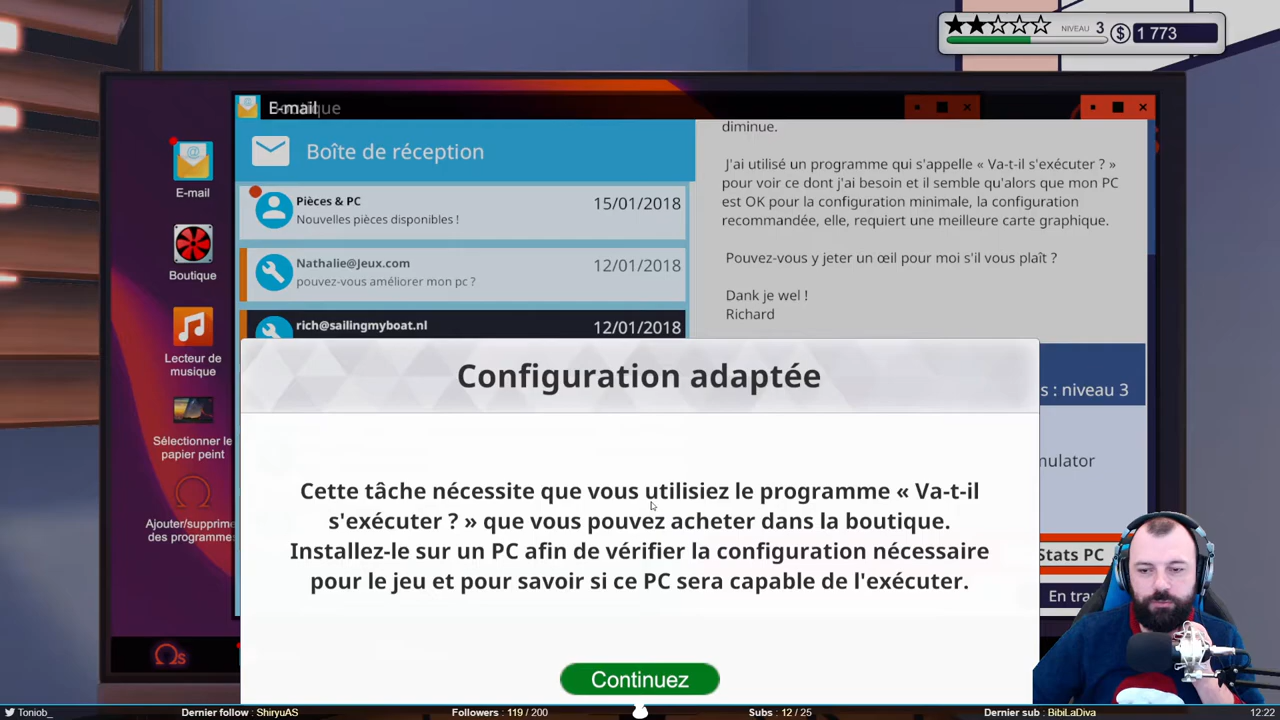 NIVEAU 3
$ 1 773
E-mail
Boîte de réception
E-mail
Boutique
Lecteur de
musique
Sélectionner le
papier peint
Ajouter/supprime
des programme
Pièces & PC
15/01/2018
Nouvelles pièces disponibles !
Nathalie@Jeux.com
12/01/2018
pouvez-vous améliorer mon pc ?
rich@sailingmyboat.nl
12/01/2018
diminue.
J'ai utilisé un programme qui s'appelle « Va-t-il s'exécuter ? »
pour voir ce dont j'ai besoin et il semble qu'alors que mon PC
est OK pour la configuration minimale, la configuration
recommandée, elle, requiert une meilleure carte graphique.
Pouvez-vous y jeter un œil pour moi s'il vous plaît ?
Dank je wel !
Richard
s : niveau 3
mulator
Stats PC
En tra
Configuration adaptée
Cette tâche nécessite que vous utilisiez le programme « Va-t-il
s'exécuter ? » que vous pouvez acheter dans la boutique.
Installez-le sur un PC afin de vérifier la configuration nécessaire
pour le jeu et pour savoir si ce PC sera capable de l'exécuter.
Continuez
Ωs
Toniob_
Dernier follow : ShiryuAS
Followers : 119 / 200
Subs : 12 / 25
Dernier sub : BibiLaDiva
12:22